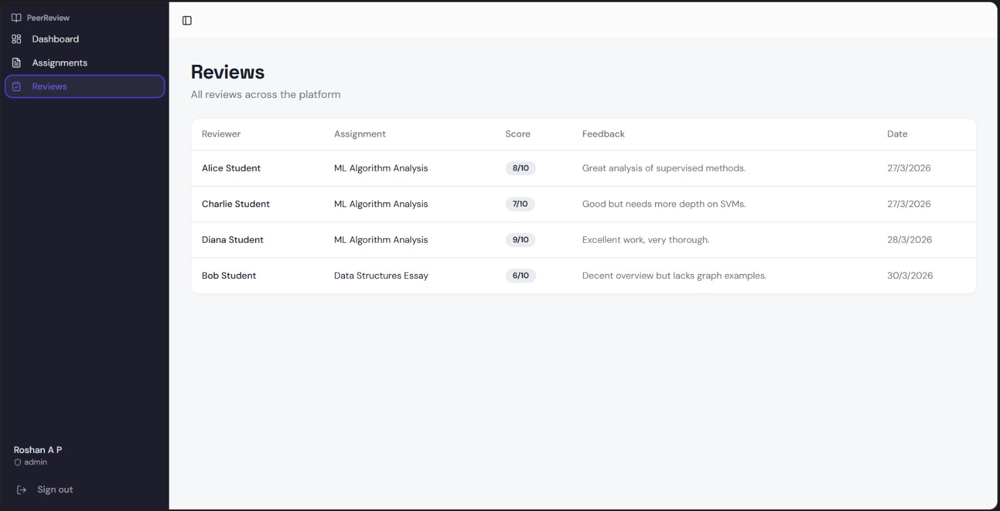 PeerReview
Dashboard
Assignments
Reviews
Roshan A P
admin
Sign out
Reviews
All reviews across the platform
Reviewer Assignment Score Feedback Date
Alice Student ML Algorithm Analysis 8/10 Great analysis of supervised methods. 27/3/2026
Charlie Student ML Algorithm Analysis 7/10 Good but needs more depth on SVMs. 27/3/2026
Diana Student ML Algorithm Analysis 9/10 Excellent work, very thorough. 28/3/2026
Bob Student Data Structures Essay 6/10 Decent overview but lacks graph examples. 30/3/2026